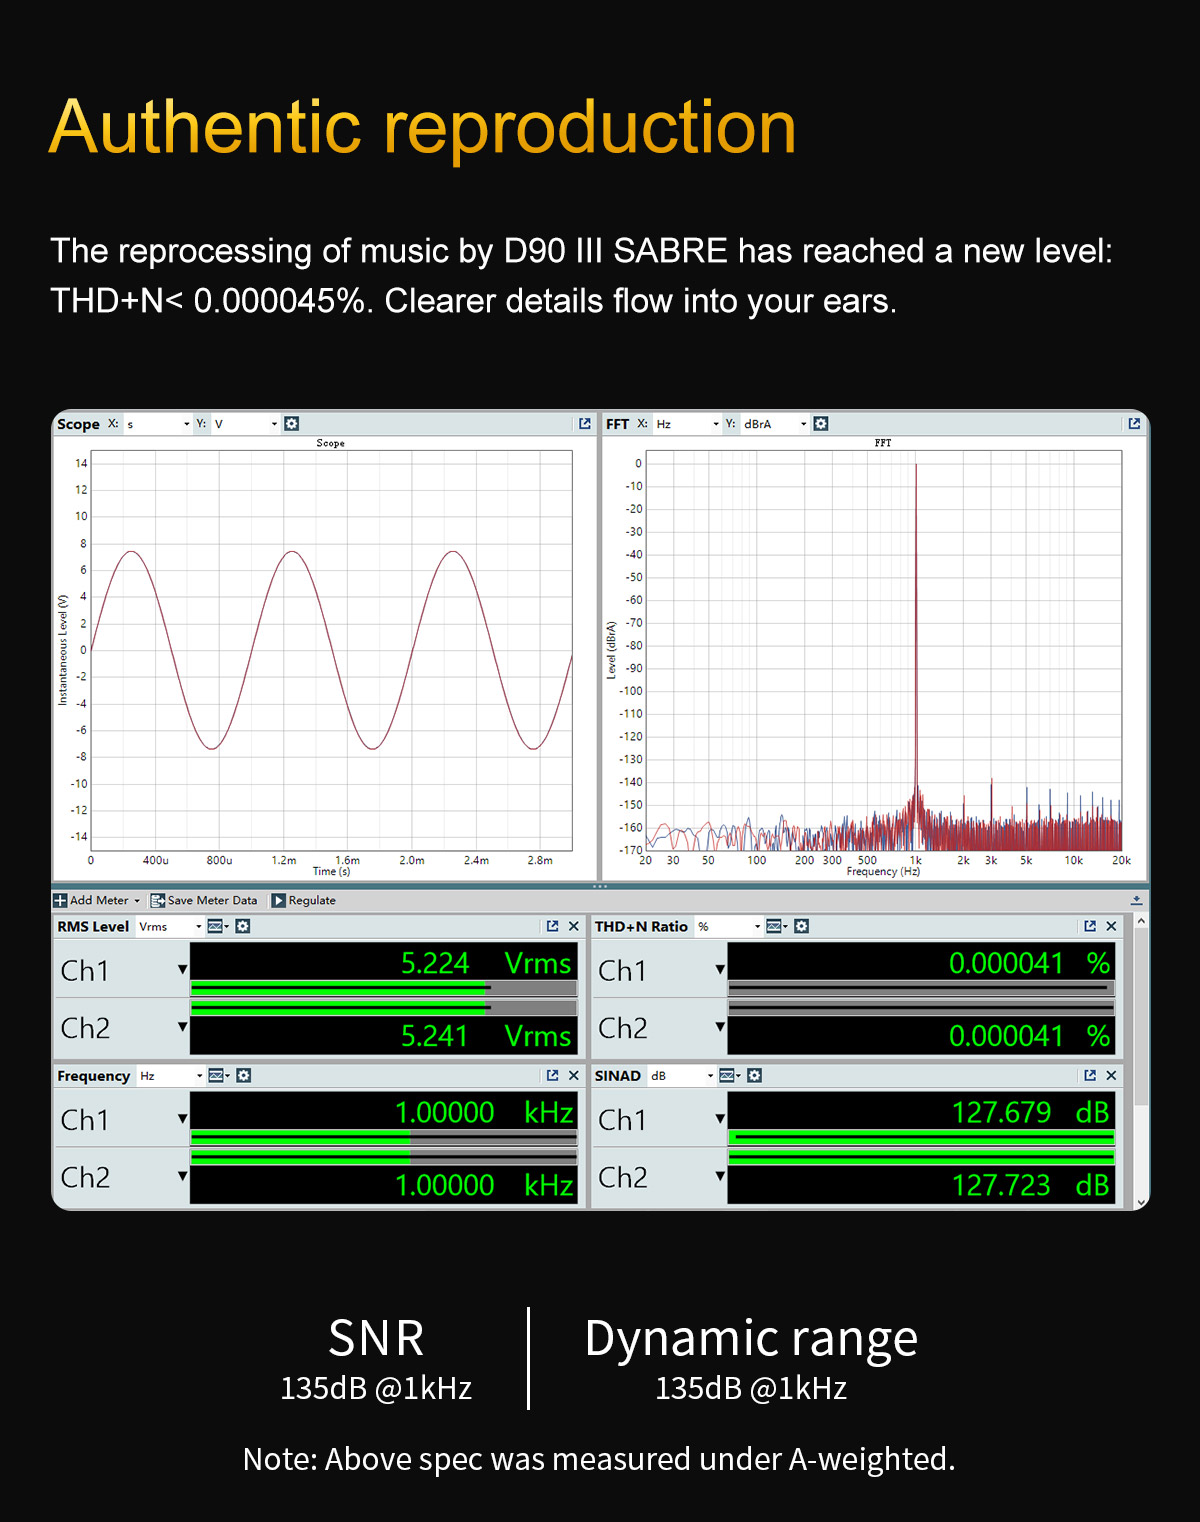 Authentic reproduction
The reprocessing of music by D90 III SABRE has reached a new level:
THD+N< 0.000045%. Clearer details flow into your ears.
Scope X: s Y: V
Scope
14
12
10
8
6
4
2
0
-2
-4
-6
-8
-10
-12
-14
Instantaneous Level (V)
0 400u 800u 1.2m 1.6m 2.0m 2.4m 2.8m
Time (s)
FFT X: Hz Y: dBrA
FFT
0
-10
-20
-30
-40
-50
-60
-70
-80
-90
-100
-110
-120
-130
-140
-150
-160
-170
Level (dBrA)
20 30 50 100 200 300 500 1k 2k 3k 5k 10k 20k
Frequency (Hz)
Add Meter Save Meter Data Regulate
RMS Level Vrms
Ch1 5.224 Vrms
Ch2 5.241 Vrms
THD+N Ratio %
Ch1 0.000041 %
Ch2 0.000041 %
Frequency Hz
Ch1 1.00000 kHz
Ch2 1.00000 kHz
SINAD dB
Ch1 127.679 dB
Ch2 127.723 dB
SNR
135dB @1kHz
Dynamic range
135dB @1kHz
Note: Above spec was measured under A-weighted.